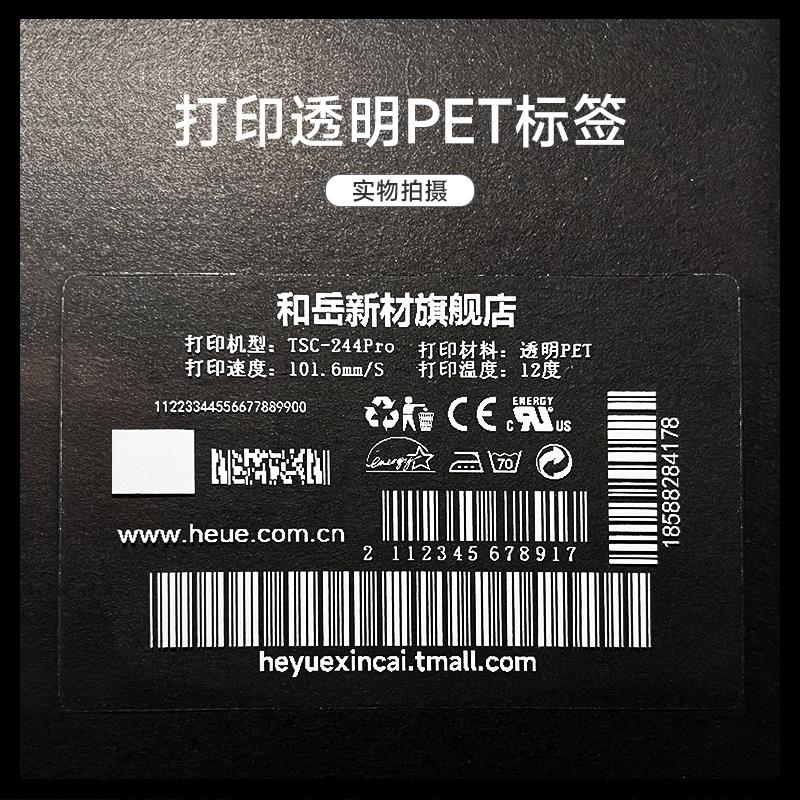 打印透明PET标签
实物拍摄
和岳新材旗舰店
打印机型：TSC-244Pro 打印材料：透明PET
打印速度：101.6mm/S 打印温度：12度
11223344556677889900
ENERGY
C UR US
CE
energy
70
18588284178
www.heue.com.cn
2 112345 678917
heyuexincai.tmall.com